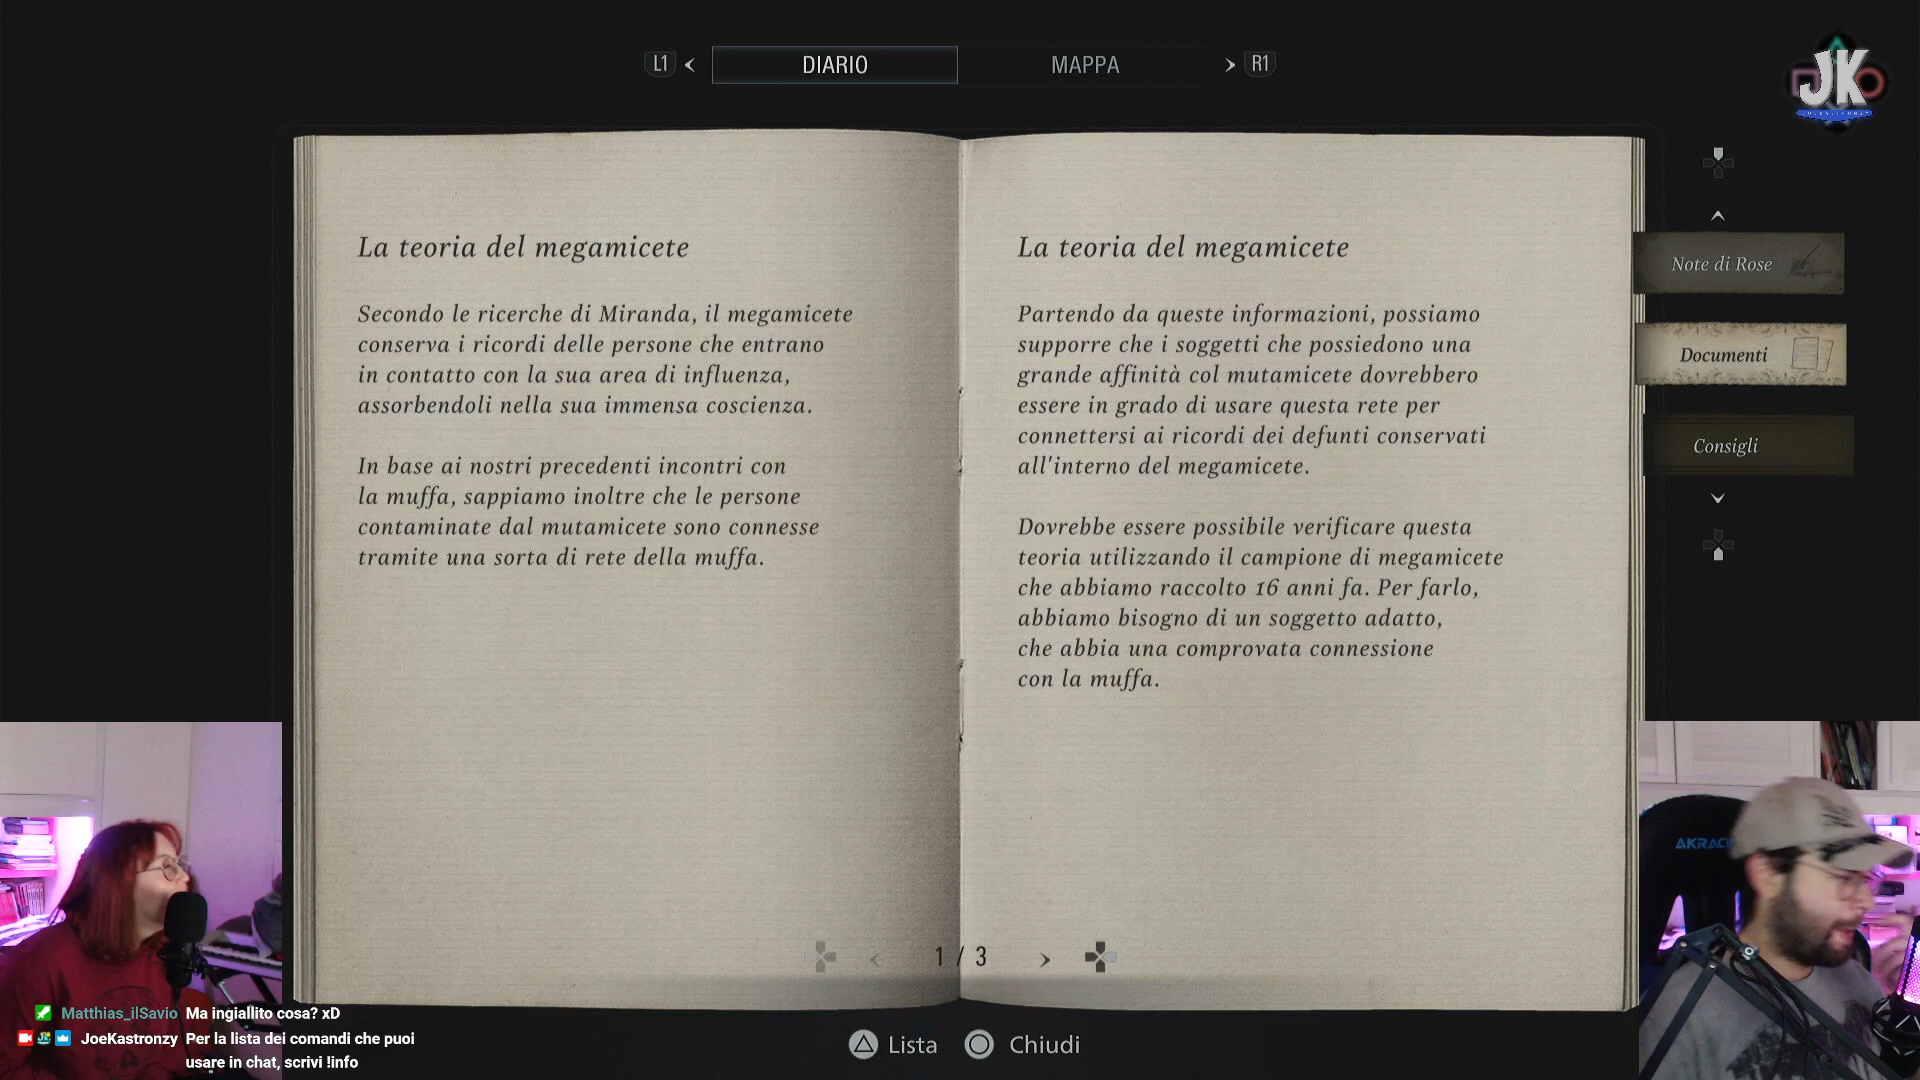 L1
DIARIO
MAPPA
R1
JK
La teoria del megamicete
Secondo le ricerche di Miranda, il megamicete
conserva i ricordi delle persone che entrano
in contatto con la sua area di influenza,
assorbendoli nella sua immensa coscienza.
In base ai nostri precedenti incontri con
la muffa, sappiamo inoltre che le persone
contaminate dal mutamicete sono connesse
tramite una sorta di rete della muffa.
La teoria del megamicete
Partendo da queste informazioni, possiamo
supporre che i soggetti che possiedono una
grande affinità col mutamicete dovrebbero
essere in grado di usare questa rete per
connettersi ai ricordi dei defunti conservati
all'interno del megamicete.
Dovrebbe essere possibile verificare questa
teoria utilizzando il campione di megamicete
che abbiamo raccolto 16 anni fa. Per farlo,
abbiamo bisogno di un soggetto adatto,
che abbia una comprovata connessione
con la muffa.
Note di Rose
Documenti
Consigli
1 / 3
Lista
Chiudi
Matthias_ilSavio Ma ingiallito cosa? xD
JoeKastronzy Per la lista dei comandi che puoi
usare in chat, scrivi !info